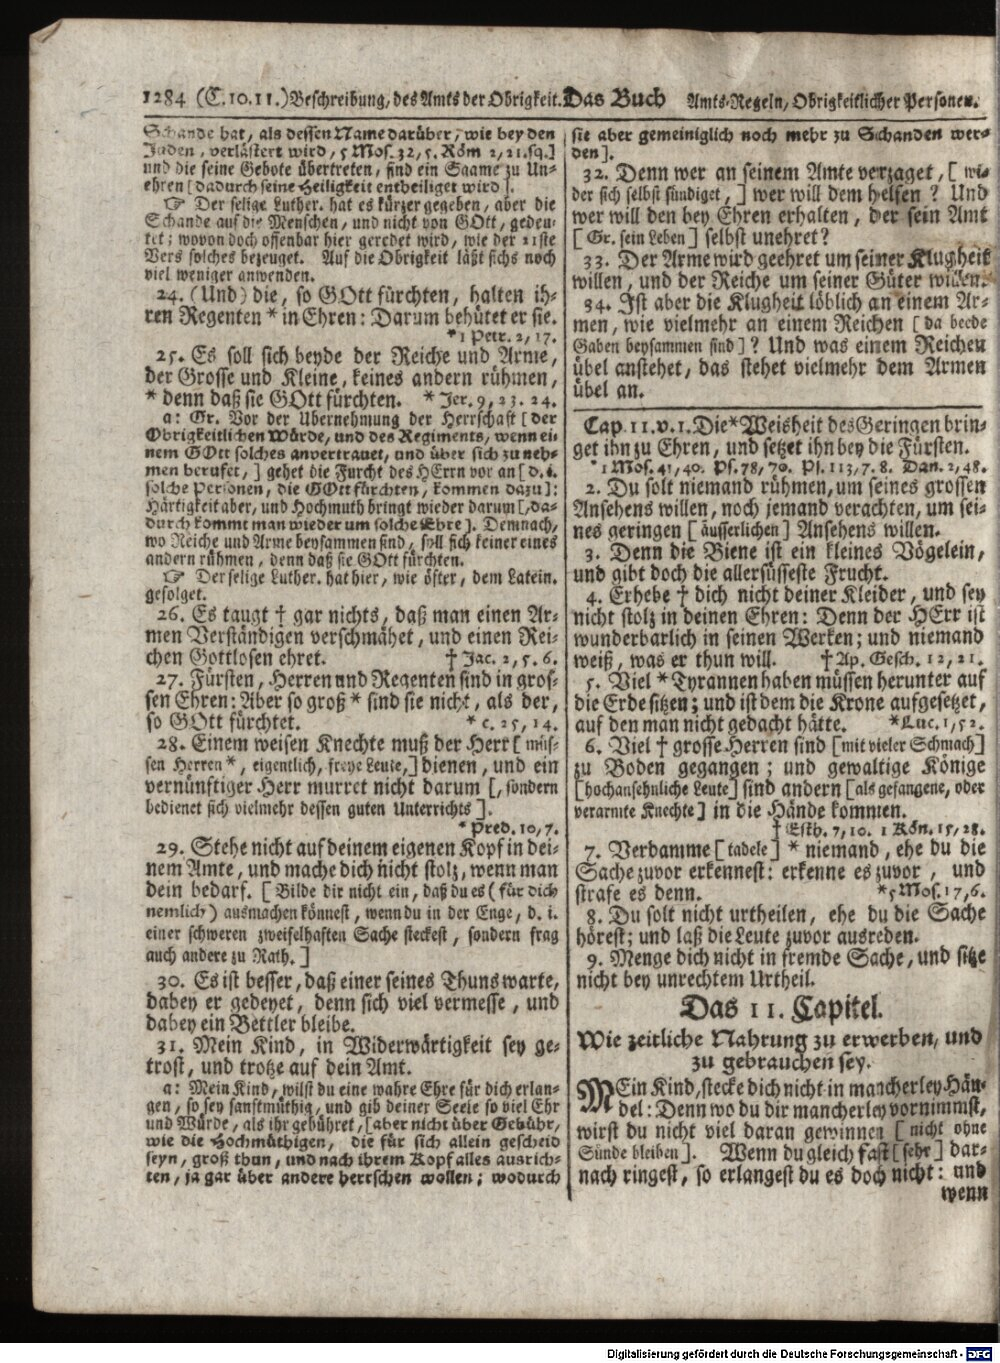 1284 (C. 10. 11.) Beschreibung, des Amts der Obrigkeit. Das Buch Amts-Regeln, Obrigkeitlicher Personen.
Schande hat, als dessen Name darüber, wie bey den
Juden, verlästert wird, 5 Mos. 32, 5. Röm 2, 21. sq.]
und die seine Gebote übertreten, sind ein Saame zu Un-
ehren [dadurch seine Heiligkeit entheiliget wird].
☞ Der selige Luther. hat es kürzer gegeben, aber die
Schande auf die Menschen, und nicht von GOtt, gedeu-
tet; wovon doch offenbar hier geredet wird, wie der 21ste
Vers solches bezeuget. Auf die Obrigkeit läßt sichs noch
viel weniger anwenden.
24. (Und) die, so GOtt fürchten, halten ih-
ren Regenten * in Ehren: Darum behütet er sie.
* 1 Petr. 2, 17.
25. Es soll sich beyde der Reiche und Arme,
der Grosse und Kleine, keines andern rühmen,
* denn daß sie GOtt fürchten. * Jer. 9, 23. 24.
a: Gr. Vor der Ubernehmung der Herrschaft [der
Obrigkeitlichen Würde, und des Regiments, wenn ei-
nem GOtt solches anvertrauet, und über sich zu neh-
men berufet,] gehet die Furcht des HErrn vor an [d. i.
solche Personen, die GOtt fürchten, kommen dazu]:
Härtigkeit aber, und Hochmuth bringt wieder darum [, da-
durch kommt man wieder um solche Ehre]. Demnach,
wo Reiche und Arme beysammen sind, soll sich keiner eines
andern rühmen, denn daß sie GOtt fürchten.
☞ Der selige Luther. hat hier, wie öfter, dem Latein.
gefolget.
26. Es taugt † gar nichts, daß man einen Ar-
men Verständigen verschmähet, und einen Rei-
chen Gottlosen ehret. † Jac. 2, 5. 6.
27. Fürsten, Herren und Regenten sind in gros-
sen Ehren: Aber so groß * sind sie nicht, als der,
so GOtt fürchtet. * c. 25, 14.
28. Einem weisen Knechte muß der Herr [müs-
sen Herren *, eigentlich, freye Leute,] dienen, und ein
vernünftiger Herr murret nicht darum [, sondern
bedienet sich vielmehr dessen guten Unterrichts].
* Pred. 10, 7.
29. Stehe nicht auf deinem eigenen Kopf in dei-
nem Amte, und mache dich nicht stolz, wenn man
dein bedarf. [Bilde dir nicht ein, daß du es (für dich
nemlich) ausmachen könnest, wenn du in der Enge, d. i.
einer schweren zweifelhaften Sache steckest, sondern frag
auch andere zu Rath.]
30. Es ist besser, daß einer seines Thuns warte,
dabey er gedeyet, denn sich viel vermesse, und
dabey ein Bettler bleibe.
31. Mein Kind, in Widerwärtigkeit sey ge-
trost, und trotze auf dein Amt.
a: Mein Kind, wilst du eine wahre Ehre für dich erlan-
gen, so sey sanftmüthig, und gib deiner Seele so viel Ehr
und Würde, als ihr gebühret, [aber nicht über Gebühr,
wie die Hochmüthigen, die für sich allein gescheid
seyn, groß thun, und nach ihrem Kopf alles ausrich-
ten, ja gar über andere herrschen wollen; wodurch
sie aber gemeiniglich noch mehr zu Schanden wer-
den].
32. Denn wer an seinem Amte verzaget, [wi-
der sich selbst sündiget,] wer will dem helfen? Und
wer will den bey Ehren erhalten, der sein Amt
[Gr. sein Leben] selbst unehret?
33. Der Arme wird geehret um seiner Klugheit
willen, und der Reiche um seiner Güter willen.
34. Ist aber die Klugheit löblich an einem Ar-
men, wie vielmehr an einem Reichen [da beede
Gaben beysammen sind]? Und was einem Reichen
übel anstehet, das stehet vielmehr dem Armen
übel an.
Cap. 11. v. 1. Die * Weisheit des Geringen brin-
get ihn zu Ehren, und setzet ihn bey die Fürsten.
* 1 Mos. 41, 40. Ps. 78, 70. Ps. 113, 7. 8. Dan. 2, 48.
2. Du solt niemand rühmen, um seines grossen
Ansehens willen, noch jemand verachten, um sei-
nes geringen [äusserlichen] Ansehens willen.
3. Denn die Biene ist ein kleines Vögelein,
und gibt doch die allersüsseste Frucht.
4. Erhebe † dich nicht deiner Kleider, und sey
nicht stolz in deinen Ehren: Denn der HErr ist
wunderbarlich in seinen Werken; und niemand
weiß, was er thun will. † Ap. Gesch. 12, 21.
5. Viel * Tyrannen haben müssen herunter auf
die Erde sitzen; und ist dem die Krone aufgesetzet,
auf den man nicht gedacht hätte. * Luc. 1, 52.
6. Viel † grosse Herren sind [mit vieler Schmach]
zu Boden gegangen; und gewaltige Könige
[hochansehnliche Leute] sind andern [als gefangene, oder
verarmte Knechte] in die Hände kommen.
† Esth. 7, 10. 1 Kön. 15, 28.
7. Verdamme [tadele] * niemand, ehe du die
Sache zuvor erkennest: erkenne es zuvor, und
strafe es denn. * 5 Mos. 17, 6.
8. Du solt nicht urtheilen, ehe du die Sache
hörest; und laß die Leute zuvor ausreden.
9. Menge dich nicht in fremde Sache, und sitze
nicht bey unrechtem Urtheil.
Das 11. Capitel.
Wie zeitliche Nahrung zu erwerben, und
zu gebrauchen sey.
MEin Kind, stecke dich nicht in mancherley Hän-
del: Denn wo du dir mancherley vornimmst,
wirst du nicht viel daran gewinnen [nicht ohne
Sünde bleiben]. Wenn du gleich fast [sehr] dar-
nach ringest, so erlangest du es doch nicht: und
wenn
Digitalisierung gefördert durch die Deutsche Forschungsgemeinschaft - DFG